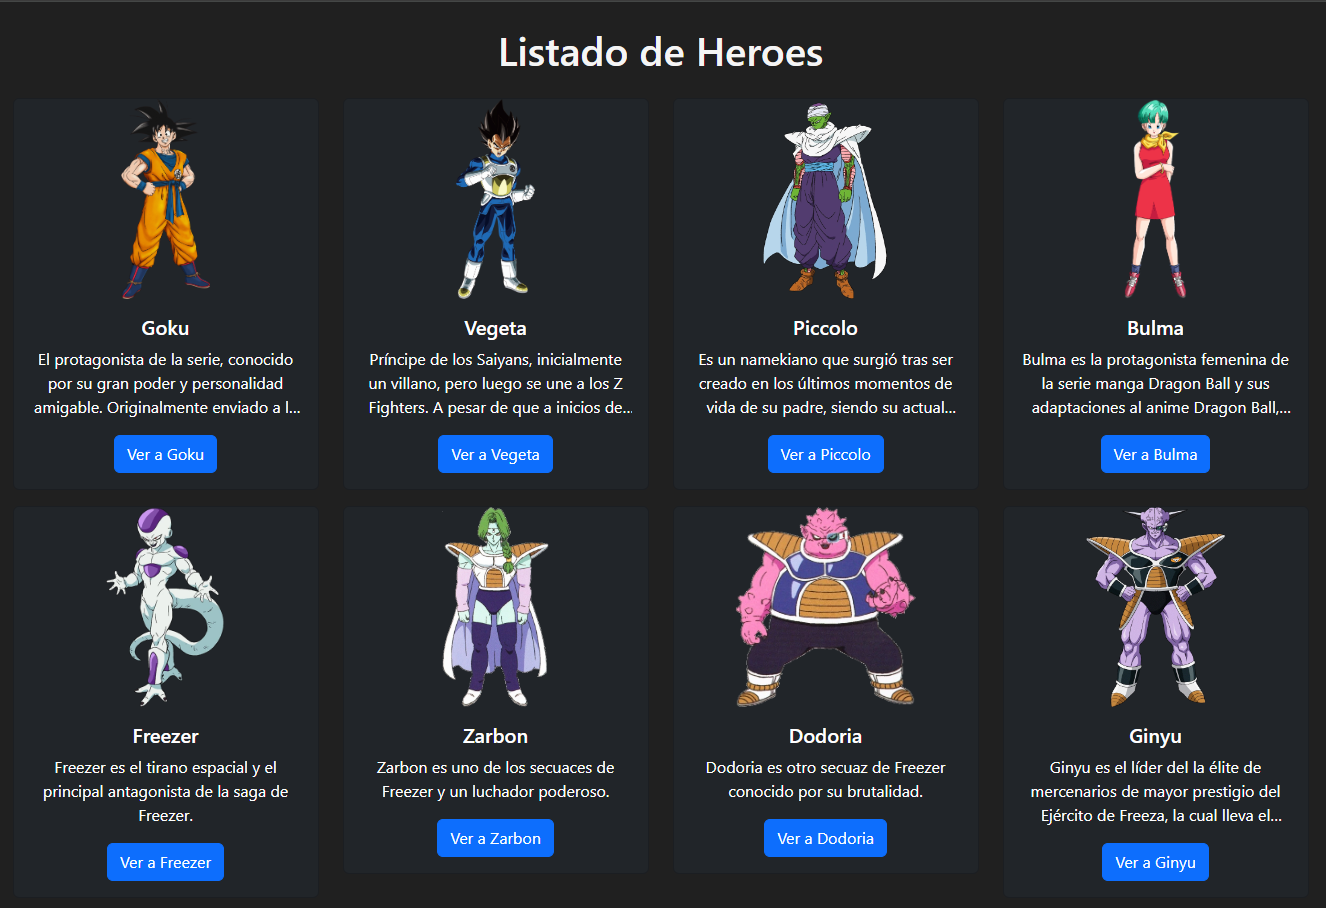 Listado de Heroes
Goku
El protagonista de la serie, conocido
por su gran poder y personalidad
amigable. Originalmente enviado a l...
Ver a Goku
Vegeta
Príncipe de los Saiyans, inicialmente
un villano, pero luego se une a los Z
Fighters. A pesar de que a inicios de...
Ver a Vegeta
Piccolo
Es un namekiano que surgió tras ser
creado en los últimos momentos de
vida de su padre, siendo su actual...
Ver a Piccolo
Bulma
Bulma es la protagonista femenina de
la serie manga Dragon Ball y sus
adaptaciones al anime Dragon Ball,...
Ver a Bulma
Freezer
Freezer es el tirano espacial y el
principal antagonista de la saga de
Freezer.
Ver a Freezer
Zarbon
Zarbon es uno de los secuaces de
Freezer y un luchador poderoso.
Ver a Zarbon
Dodoria
Dodoria es otro secuaz de Freezer
conocido por su brutalidad.
Ver a Dodoria
Ginyu
Ginyu es el líder del la élite de
mercenarios de mayor prestigio del
Ejército de Freeza, la cual lleva el...
Ver a Ginyu